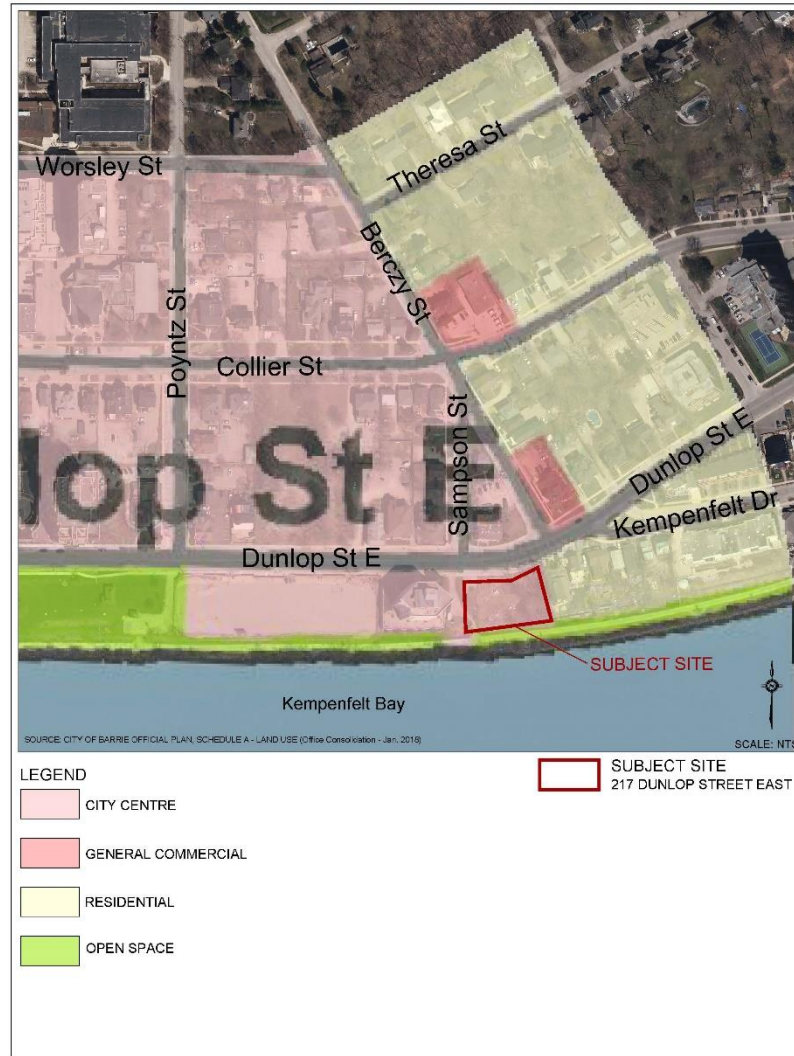 Worsley St
Theresa St
Berczy St
Poyntz St
Collier St
Sampson St
lop St E
Dunlop St E
Kempenfelt Dr
Dunlop St E
SUBJECT SITE
Kempenfelt Bay
SOURCE: CITY OF BARRIE OFFICIAL PLAN, SCHEDULE A - LAND USE (Office Consolidation - Jan. 2018)
SCALE: NTS
LEGEND
CITY CENTRE
GENERAL COMMERCIAL
RESIDENTIAL
OPEN SPACE
SUBJECT SITE
217 DUNLOP STREET EAST